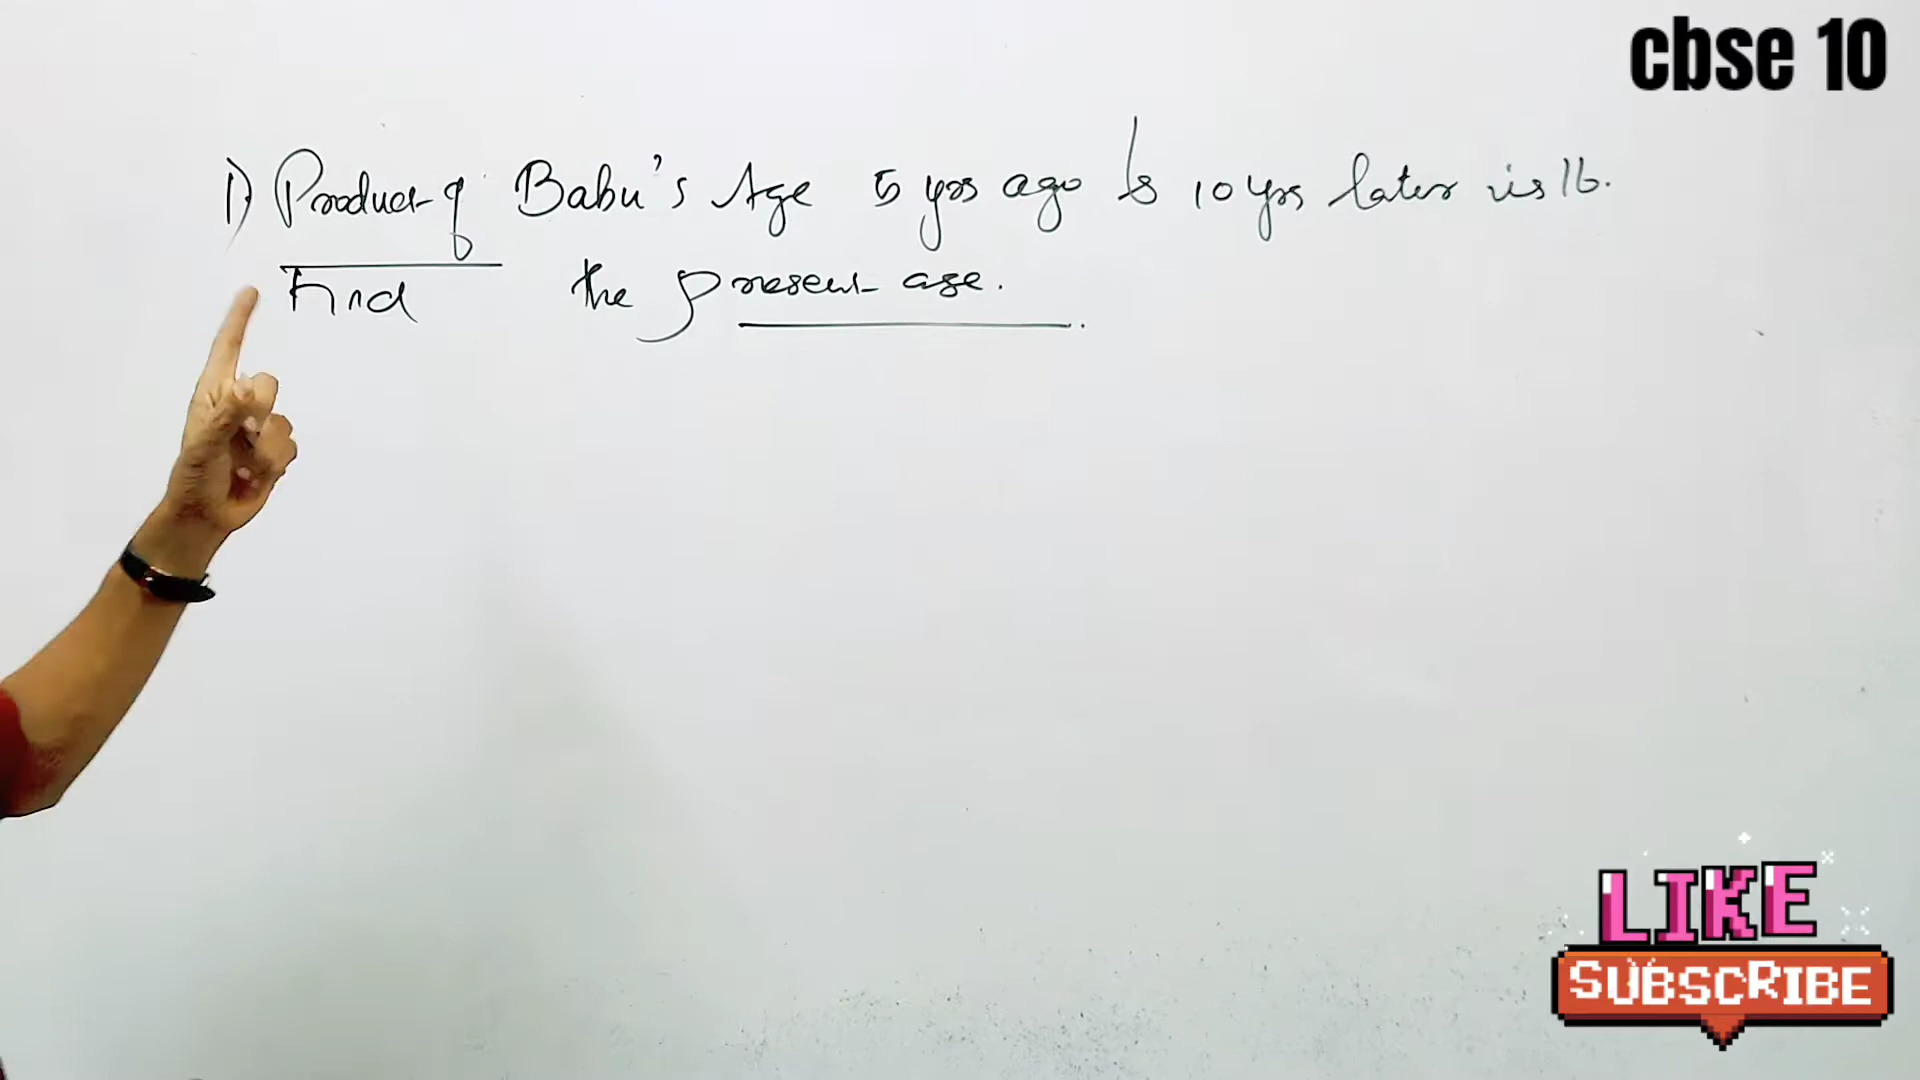 cbse 10
1) Product of Babu's Age 5 yrs ago & 10 yrs later is 16.
Find the present age.
LIKE
SUBSCRIBE